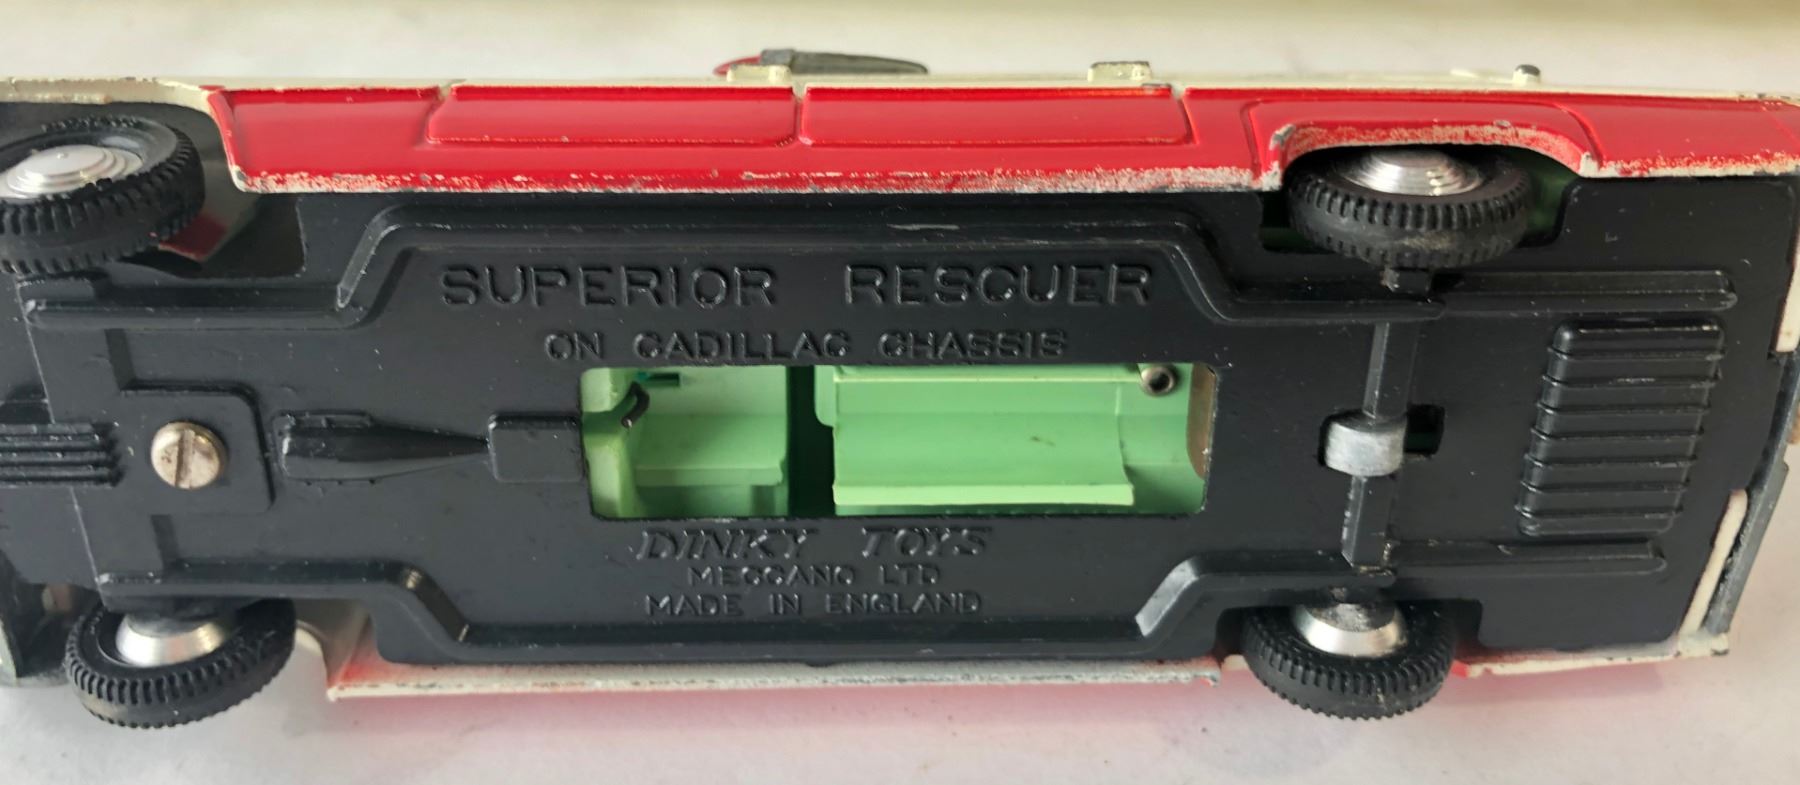 SUPERIOR RESCUER
ON CADILLAC CHASSIS
DINKY TOYS
MECCANO LTD
MADE IN ENGLAND